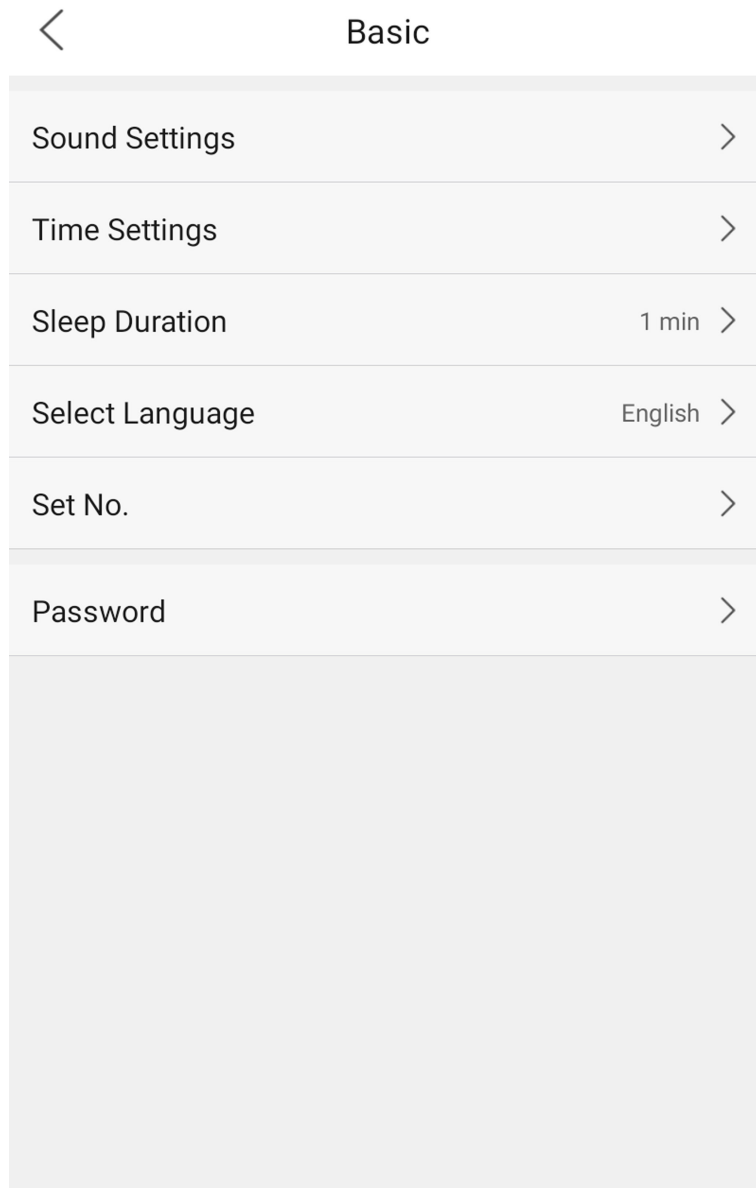 Basic
Sound Settings
Time Settings
Sleep Duration 1 min
Select Language English
Set No.
Password